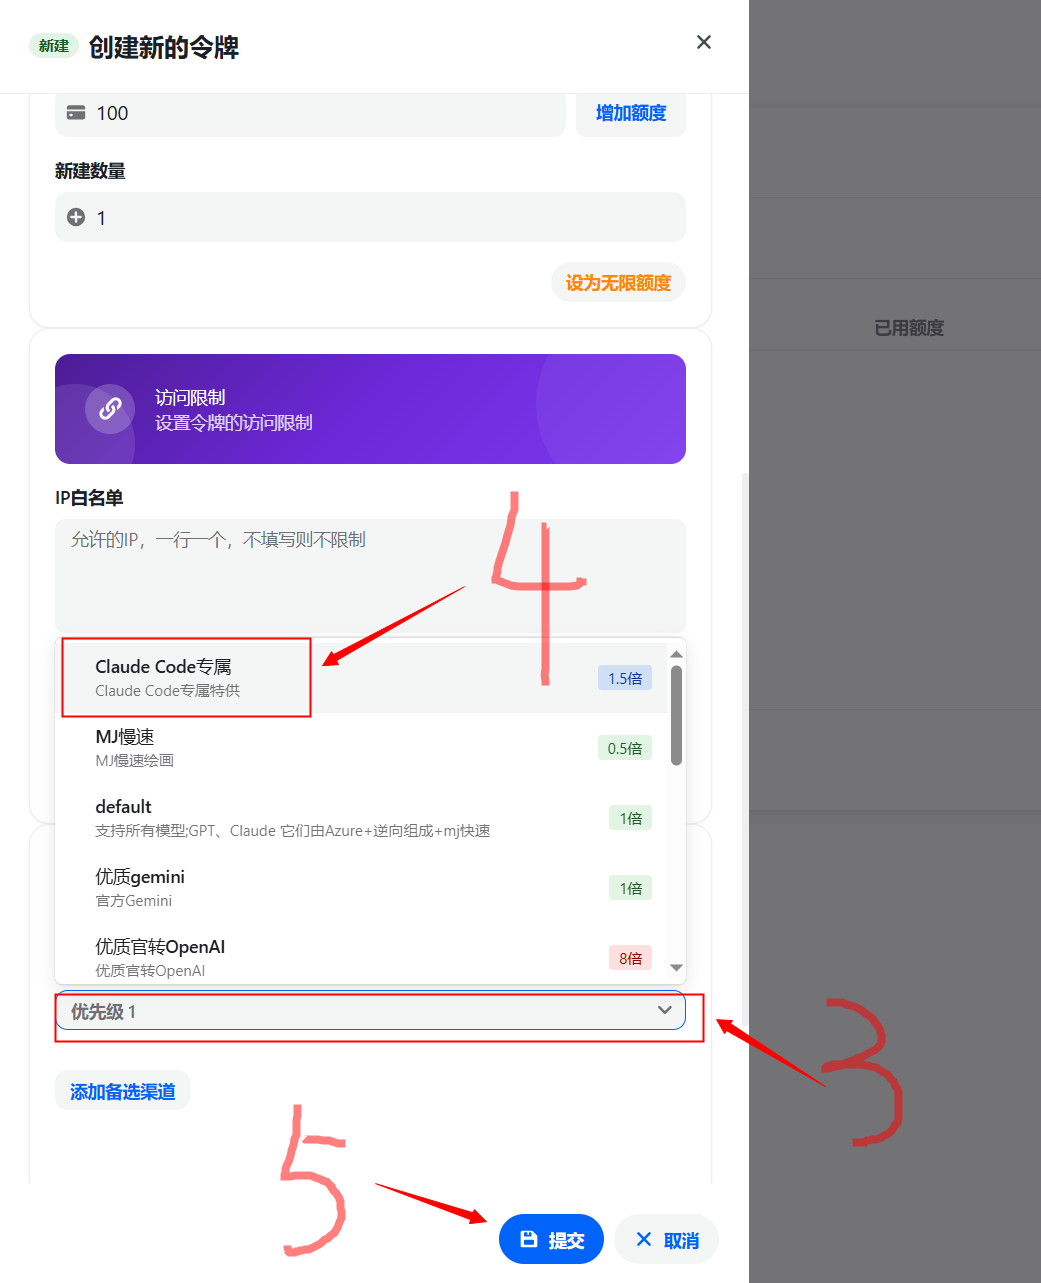 新建 创建新的令牌
100 增加额度
新建数量
1
设为无限额度
已用额度
访问限制
设置令牌的访问限制
IP白名单
允许的IP，一行一个，不填写则不限制
4
Claude Code专属
Claude Code专属特供
1.5倍
MJ慢速
MJ慢速绘画
0.5倍
default
支持所有模型;GPT、Claude 它们由Azure+逆向组成+mj快速
1倍
优质gemini
官方Gemini
1倍
优质官转OpenAI
优质官转OpenAI
8倍
优先级 1
3
添加备选渠道
5
提交 取消